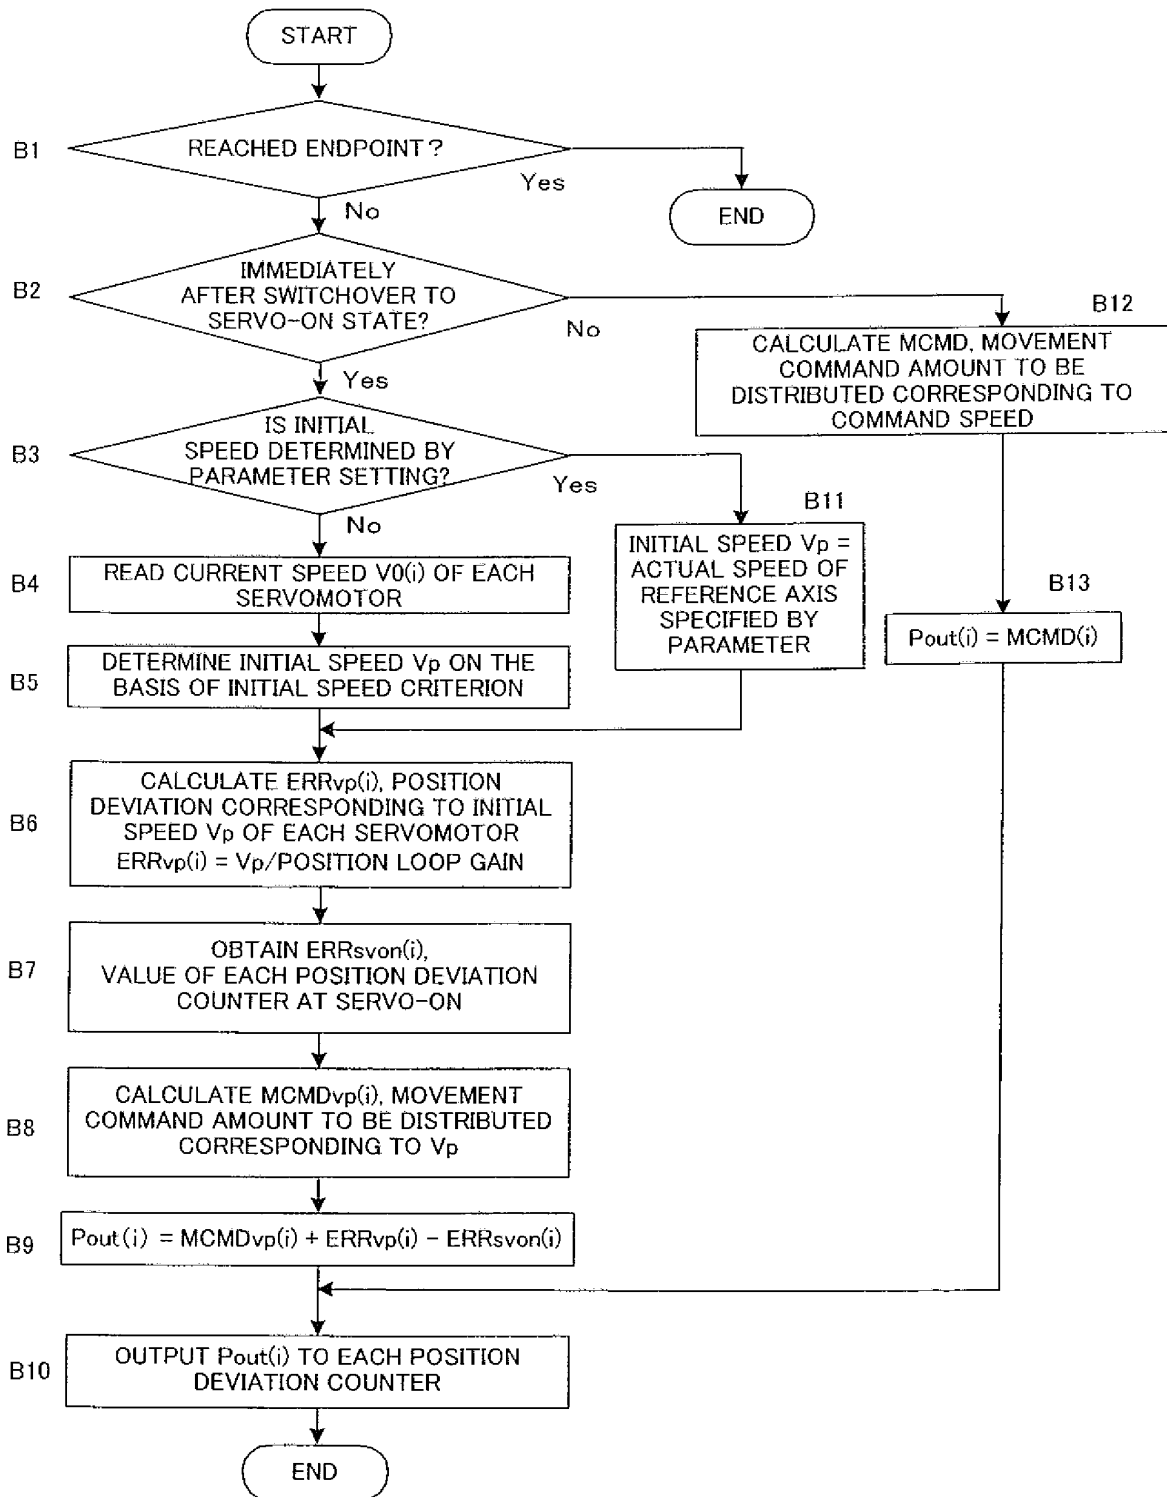 START
B1
REACHED ENDPOINT?
Yes
END
No
B2
IMMEDIATELY
AFTER SWITCHOVER TO
SERVO-ON STATE?
No
Yes
B12
CALCULATE MCMD, MOVEMENT
COMMAND AMOUNT TO BE
DISTRIBUTED CORRESPONDING TO
COMMAND SPEED
B3
IS INITIAL
SPEED DETERMINED BY
PARAMETER SETTING?
Yes
No
B11
INITIAL SPEED Vp =
ACTUAL SPEED OF
REFERENCE AXIS
SPECIFIED BY
PARAMETER
B13
Pout(i) = MCMD(i)
B4
READ CURRENT SPEED V0(i) OF EACH
SERVOMOTOR
B5
DETERMINE INITIAL SPEED Vp ON THE
BASIS OF INITIAL SPEED CRITERION
B6
CALCULATE ERRvp(i), POSITION
DEVIATION CORRESPONDING TO INITIAL
SPEED Vp OF EACH SERVOMOTOR
ERRvp(i) = Vp/POSITION LOOP GAIN
B7
OBTAIN ERRsvon(i),
VALUE OF EACH POSITION DEVIATION
COUNTER AT SERVO-ON
B8
CALCULATE MCMDvp(i), MOVEMENT
COMMAND AMOUNT TO BE DISTRIBUTED
CORRESPONDING TO Vp
B9
Pout(i) = MCMDvp(i) + ERRvp(i) - ERRsvon(i)
B10
OUTPUT Pout(i) TO EACH POSITION
DEVIATION COUNTER
END